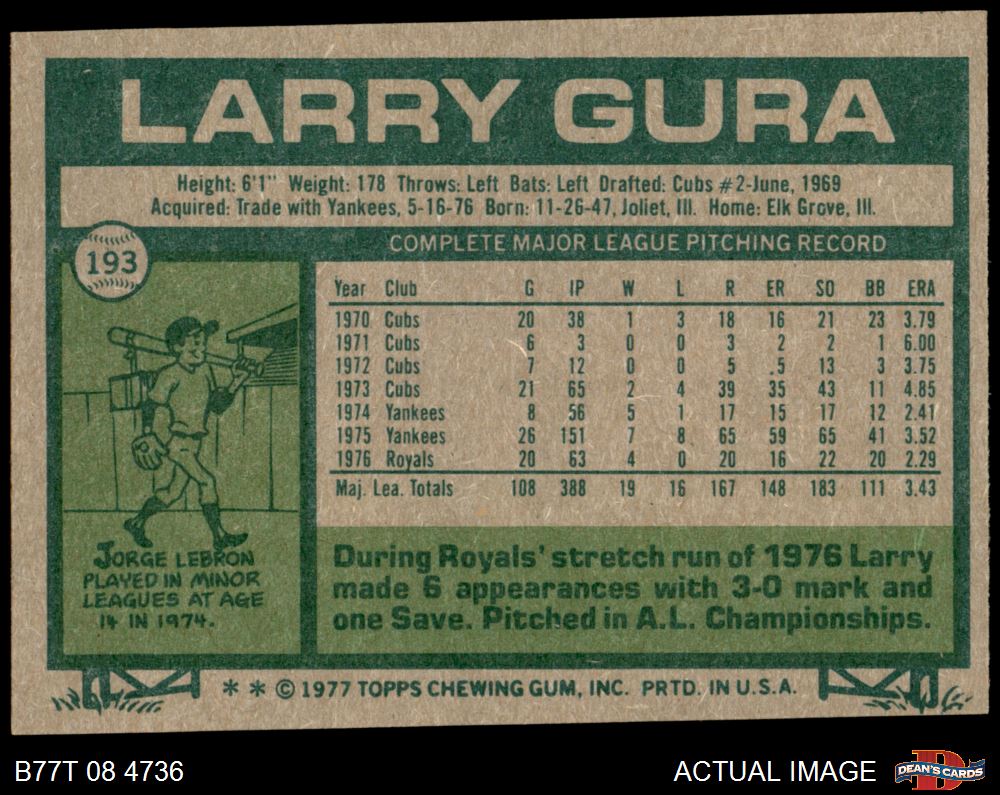 LARRY GURA
Height: 6'1" Weight: 178 Throws: Left Bats: Left Drafted: Cubs #2-June, 1969
Acquired: Trade with Yankees, 5-16-76 Born: 11-26-47, Joliet, Ill. Home: Elk Grove, Ill.
193
COMPLETE MAJOR LEAGUE PITCHING RECORD
Year Club G IP W L R ER SO BB ERA
1970 Cubs 20 38 1 3 18 16 21 23 3.79
1971 Cubs 6 3 0 0 3 2 2 1 6.00
1972 Cubs 7 12 0 0 5 .5 13 3 3.75
1973 Cubs 21 65 2 4 39 35 43 11 4.85
1974 Yankees 8 56 5 1 17 15 17 12 2.41
1975 Yankees 26 151 7 8 65 59 65 41 3.52
1976 Royals 20 63 4 0 20 16 22 20 2.29
Maj. Lea. Totals 108 388 19 16 167 148 183 111 3.43
JORGE LEBRON
PLAYED IN MINOR
LEAGUES AT AGE
14 IN 1974.
During Royals' stretch run of 1976 Larry
made 6 appearances with 3-0 mark and
one Save. Pitched in A.L. Championships.
* * © 1977 TOPPS CHEWING GUM, INC. PRTD. IN U.S.A.
B77T 08 4736
ACTUAL IMAGE
DEAN'S CARDS